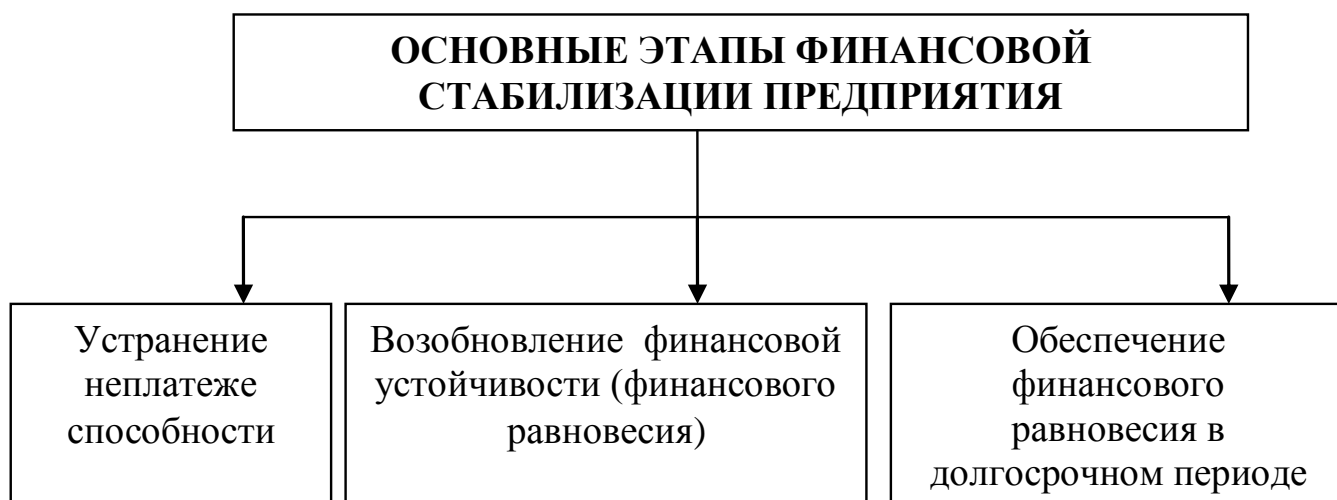 ОСНОВНЫЕ ЭТАПЫ ФИНАНСОВОЙ
СТАБИЛИЗАЦИИ ПРЕДПРИЯТИЯ
Устранение
неплатеже
способности
Возобновление финансовой
устойчивости (финансового
равновесия)
Обеспечение
финансового
равновесия в
долгосрочном периоде